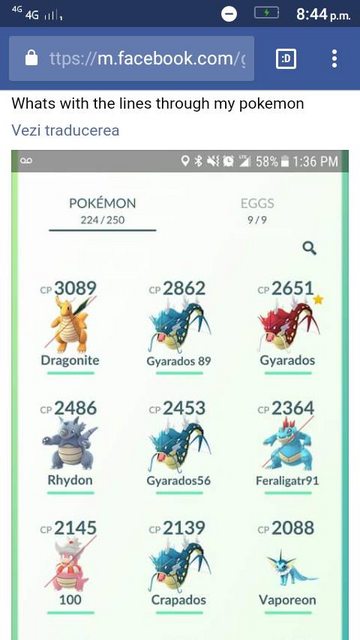 4G 4G 8:44 p.m.
ttps://m.facebook.com/g :D
Whats with the lines through my pokemon
Vezi traducerea
58% 1:36 PM
POKÉMON EGGS
224 / 250 9 / 9
CP 3089 CP 2862 CP 2651
Dragonite Gyarados 89 Gyarados
CP 2486 CP 2453 CP 2364
Rhydon Gyarados56 Feraligatr91
CP 2145 CP 2139 CP 2088
100 Crapados Vaporeon